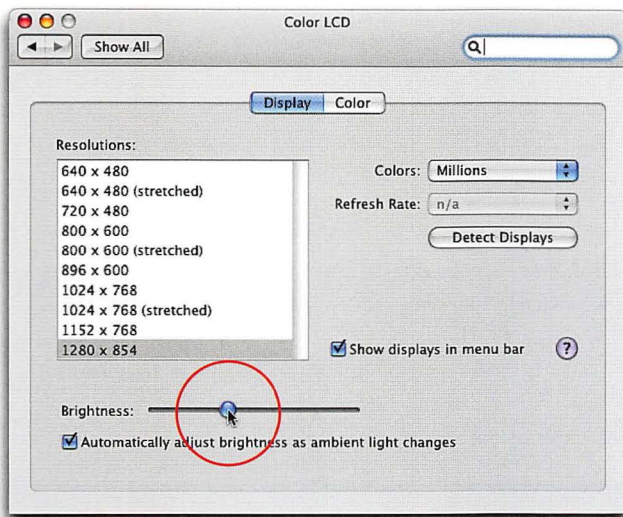 Color LCD
Show All
Display Color
Resolutions:
640 x 480
640 x 480 (stretched)
720 x 480
800 x 600
800 x 600 (stretched)
896 x 600
1024 x 768
1024 x 768 (stretched)
1152 x 768
1280 x 854
Colors: Millions
Refresh Rate: n/a
Detect Displays
Show displays in menu bar ?
Brightness:
Automatically adjust brightness as ambient light changes